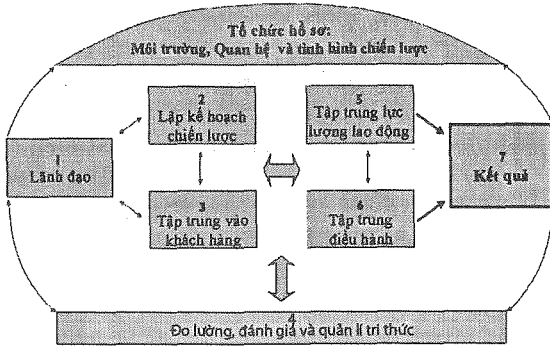 Tổ chức hồ sơ:
Môi trường, Quan hệ và tình hình chiến lược
2
Lập kế hoạch
chiến lược
5
Tập trung lực
lượng lao động
1
Lãnh đạo
7
Kết quả
3
Tập trung vào
khách hàng
6
Tập trung
điều hành
4
Đo lường, đánh giá và quản lí tri thức